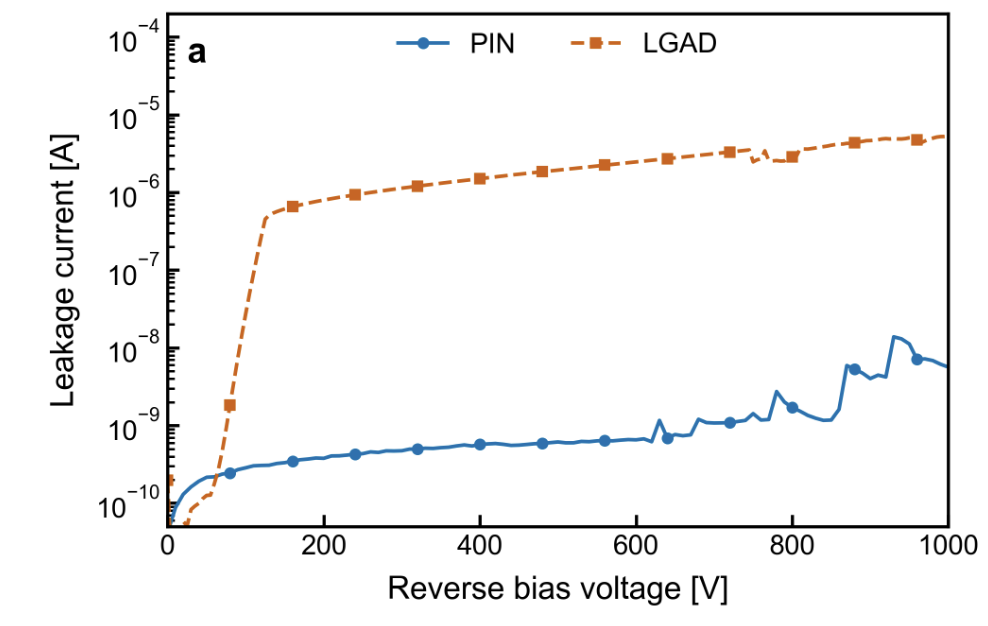 a
PIN
LGAD
Leakage current [A]
10⁻⁴
10⁻⁵
10⁻⁶
10⁻⁷
10⁻⁸
10⁻⁹
10⁻¹⁰
0 200 400 600 800 1000
Reverse bias voltage [V]